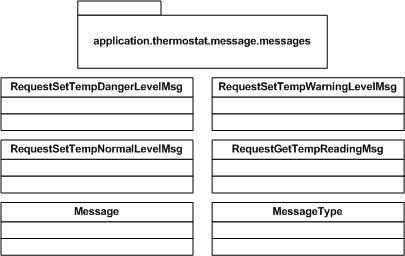 application.thermostat.message.messages
RequestSetTempDangerLevelMsg
RequestSetTempWarningLevelMsg
RequestSetTempNormalLevelMsg
RequestGetTempReadingMsg
Message
MessageType